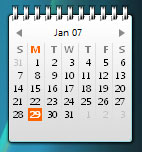 Jan 07
S M T W T F S
31 1 2 3 4 5 6
7 8 9 10 11 12 13
14 15 16 17 18 19 20
21 22 23 24 25 26 27
28 29 30 31 1 2 3